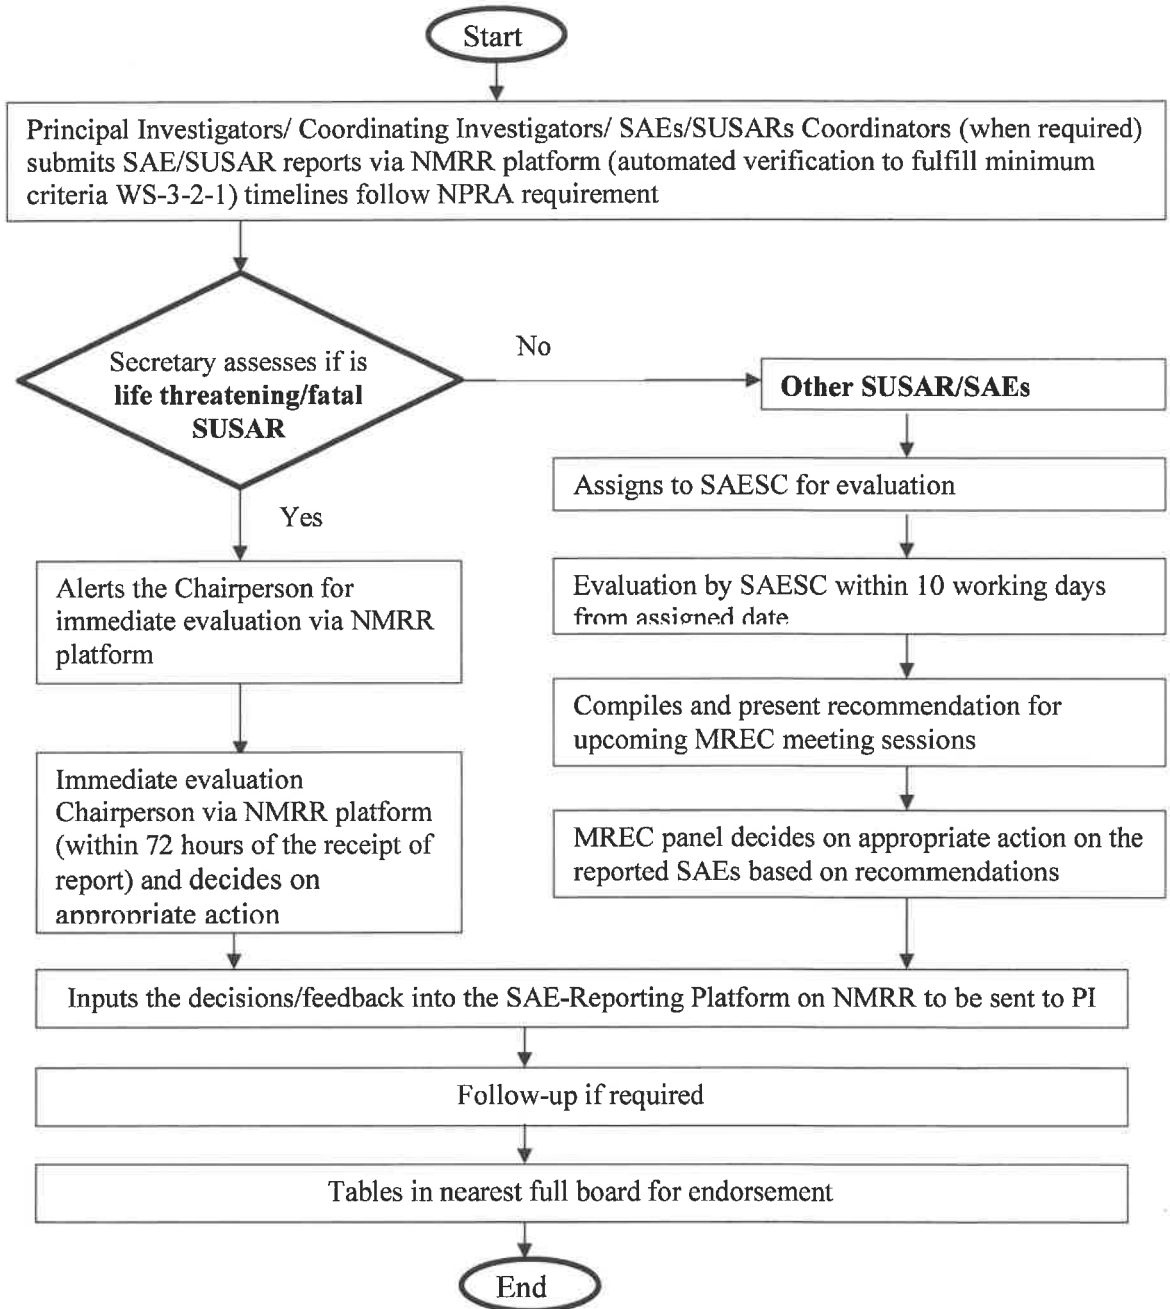 Start
Principal Investigators/ Coordinating Investigators/ SAEs/SUSARs Coordinators (when required)
submits SAE/SUSAR reports via NMRR platform (automated verification to fulfill minimum
criteria WS-3-2-1) timelines follow NPRA requirement
Secretary assesses if is
life threatening/fatal
SUSAR
No
Other SUSAR/SAEs
Assigns to SAESC for evaluation
Yes
Alerts the Chairperson for
immediate evaluation via NMRR
platform
Evaluation by SAESC within 10 working days
from assigned date
Compiles and present recommendation for
upcoming MREC meeting sessions
Immediate evaluation
Chairperson via NMRR platform
(within 72 hours of the receipt of
report) and decides on
appropriate action
MREC panel decides on appropriate action on the
reported SAEs based on recommendations
Inputs the decisions/feedback into the SAE-Reporting Platform on NMRR to be sent to PI
Follow-up if required
Tables in nearest full board for endorsement
End